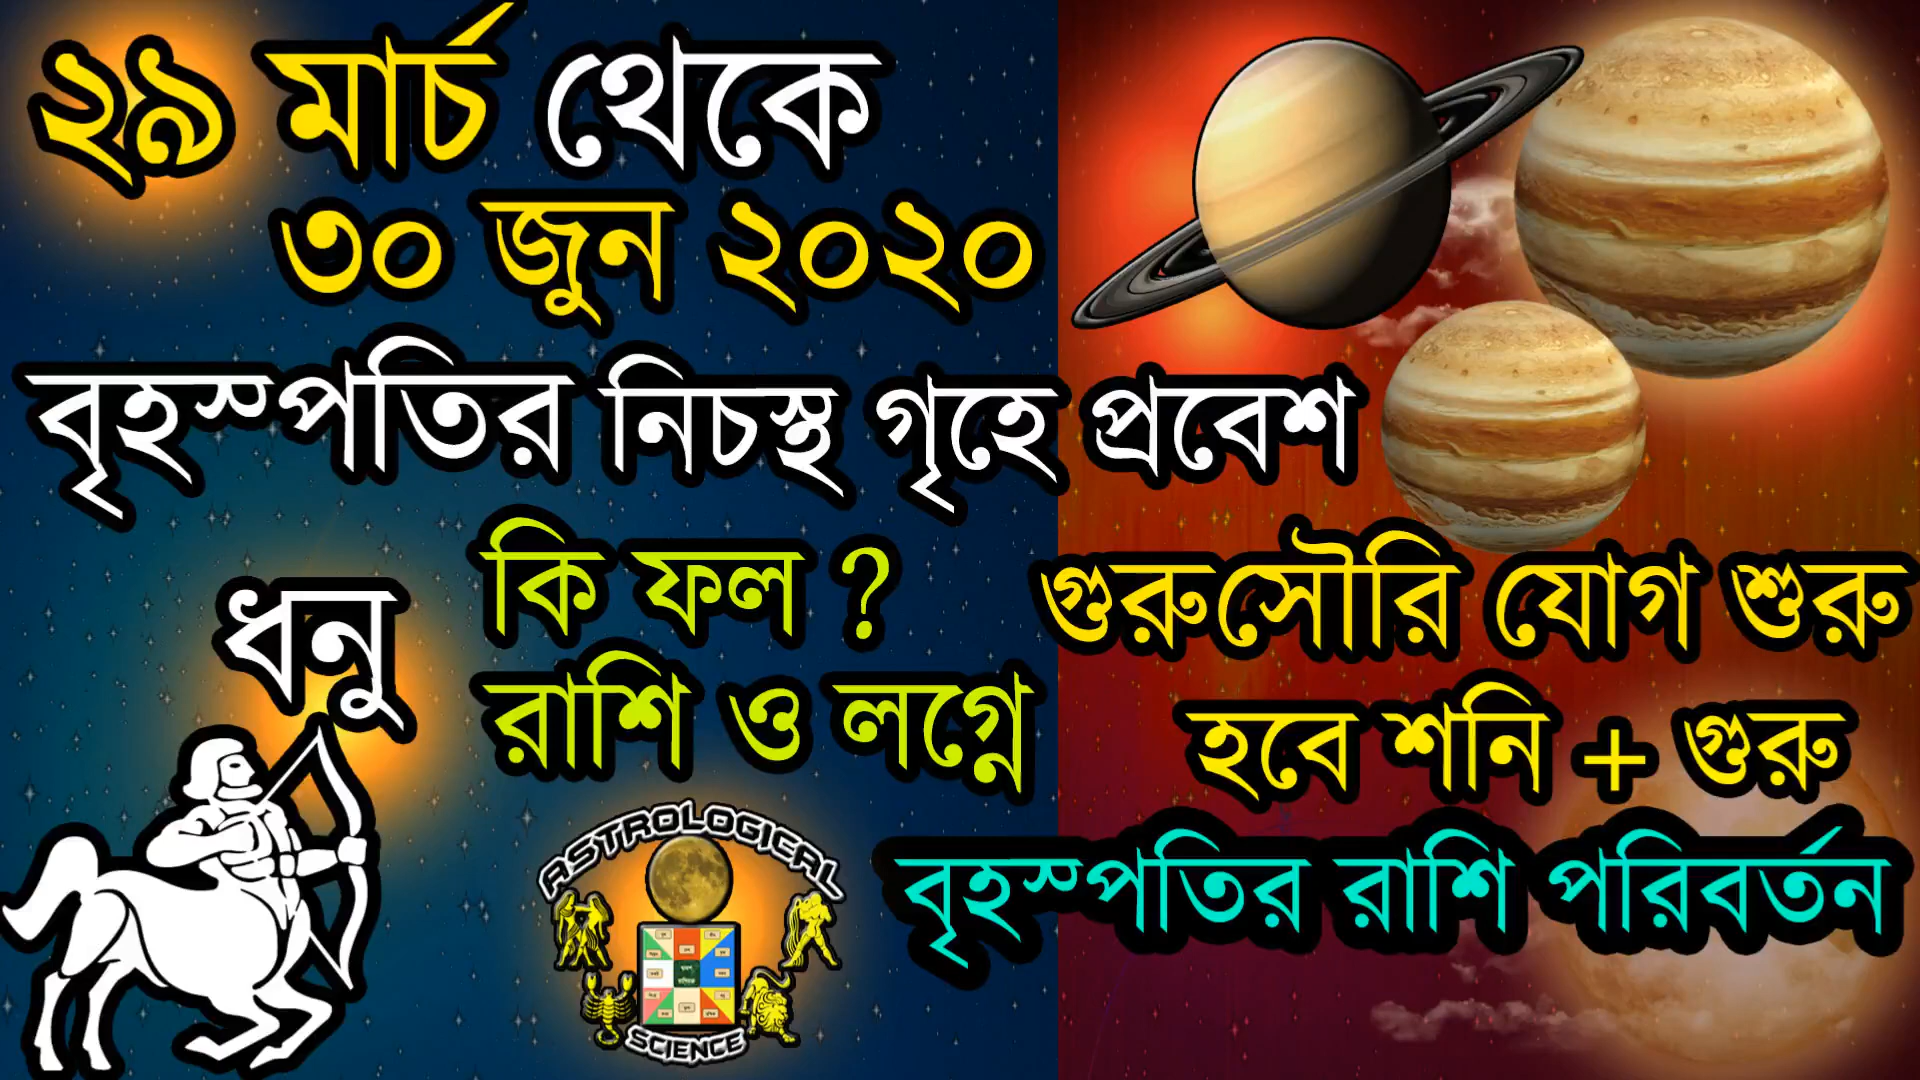 ২৯ মার্চ থেকে
৩০ জুন ২০২০
বৃহস্পতির নিচস্থ গৃহে প্রবেশ
কি ফল ?
ধনু
রাশি ও লগ্নে
গুরুসৌরি যোগ শুরু
হবে শনি + গুরু
বৃহস্পতির রাশি পরিবর্তন
ASTROLOGICAL
SCIENCE